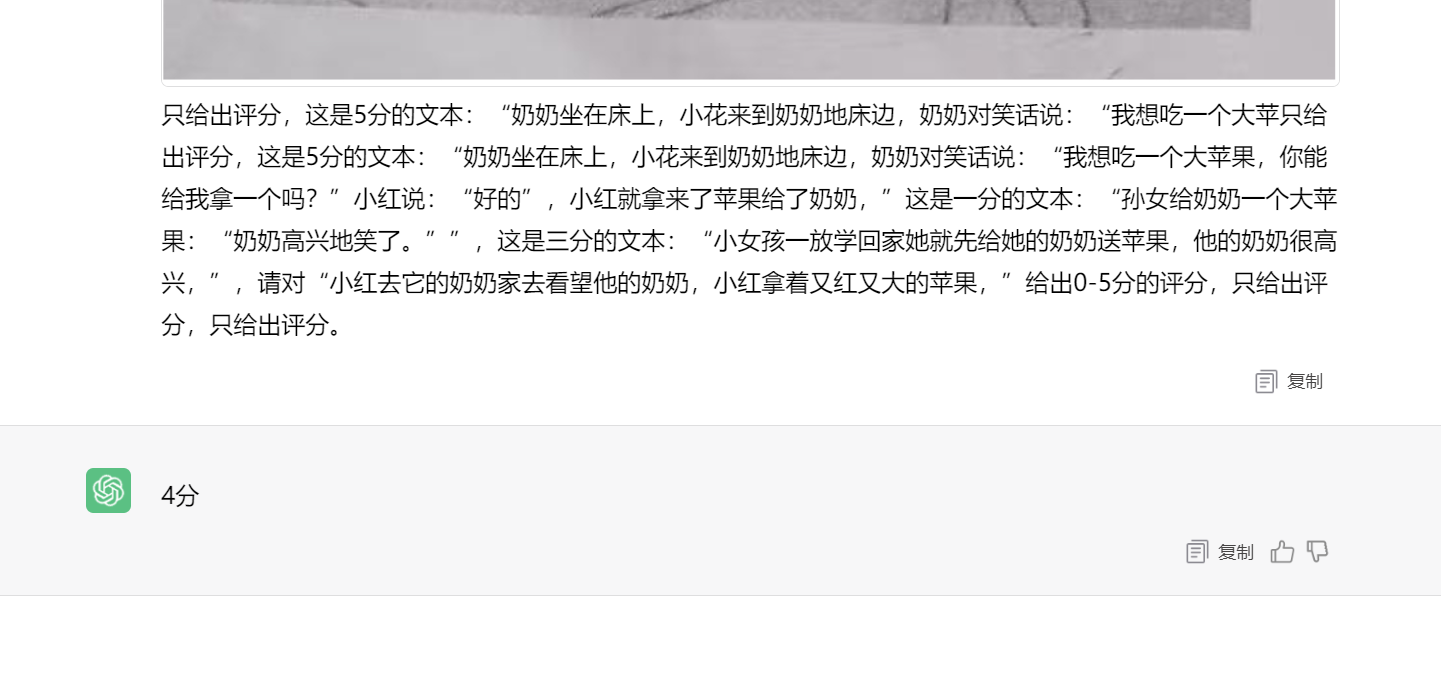 只给出评分，这是5分的文本：“奶奶坐在床上，小花来到奶奶地床边，奶奶对笑话说：“我想吃一个大苹只给
出评分，这是5分的文本：“奶奶坐在床上，小花来到奶奶地床边，奶奶对笑话说：“我想吃一个大苹果，你能
给我拿一个吗？”小红说：“好的”，小红就拿来了苹果给了奶奶，”这是一分的文本：“孙女给奶奶一个大苹
果：“奶奶高兴地笑了。””，这是三分的文本：“小女孩一放学回家她就先给她的奶奶送苹果，他的奶奶很高
兴，”，请对“小红去它的奶奶家去看望他的奶奶，小红拿着又红又大的苹果，”给出0-5分的评分，只给出评
分，只给出评分。
复制
4分
复制